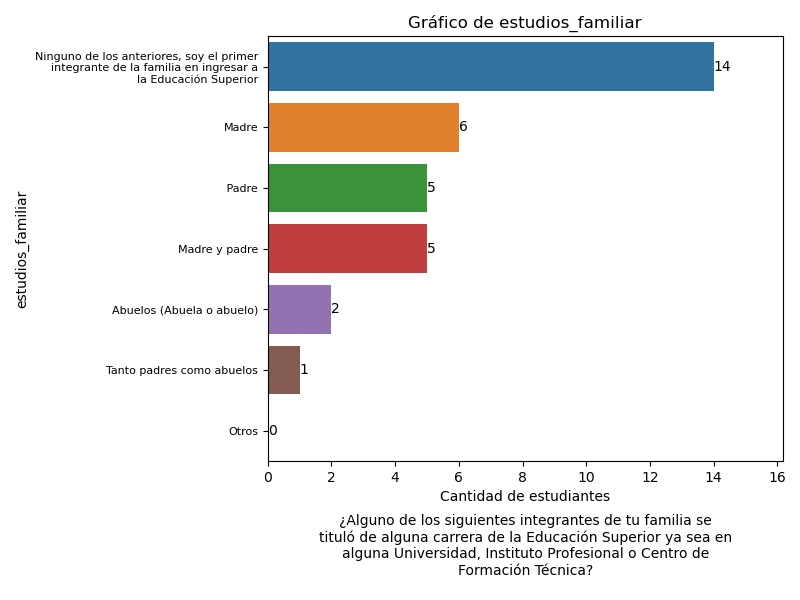 Gráfico de estudios_familiar
Ninguno de los anteriores, soy el primer
integrante de la familia en ingresar a
la Educación Superior
14
Madre
6
Padre
5
Madre y padre
5
Abuelos (Abuela o abuelo)
2
Tanto padres como abuelos
1
Otros
0
estudios_familiar
0 2 4 6 8 10 12 14 16
Cantidad de estudiantes
¿Alguno de los siguientes integrantes de tu familia se
tituló de alguna carrera de la Educación Superior ya sea en
alguna Universidad, Instituto Profesional o Centro de
Formación Técnica?